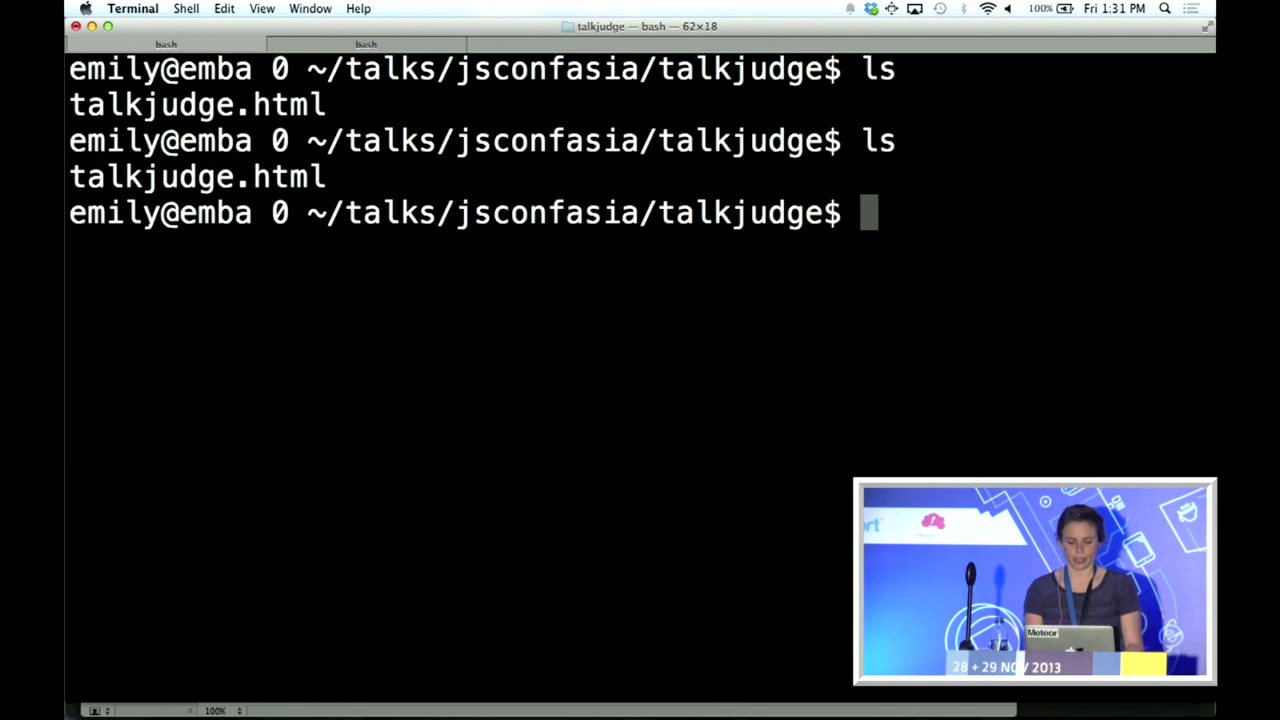 Terminal Shell Edit View Window Help 100% Fri 1:31 PM
talkjudge — bash — 62×18
bash bash
emily@emba 0 ~/talks/jsconfasia/talkjudge$ ls
talkjudge.html
emily@emba 0 ~/talks/jsconfasia/talkjudge$ ls
talkjudge.html
emily@emba 0 ~/talks/jsconfasia/talkjudge$
Meteor
28 + 29 NOV 2013
100%